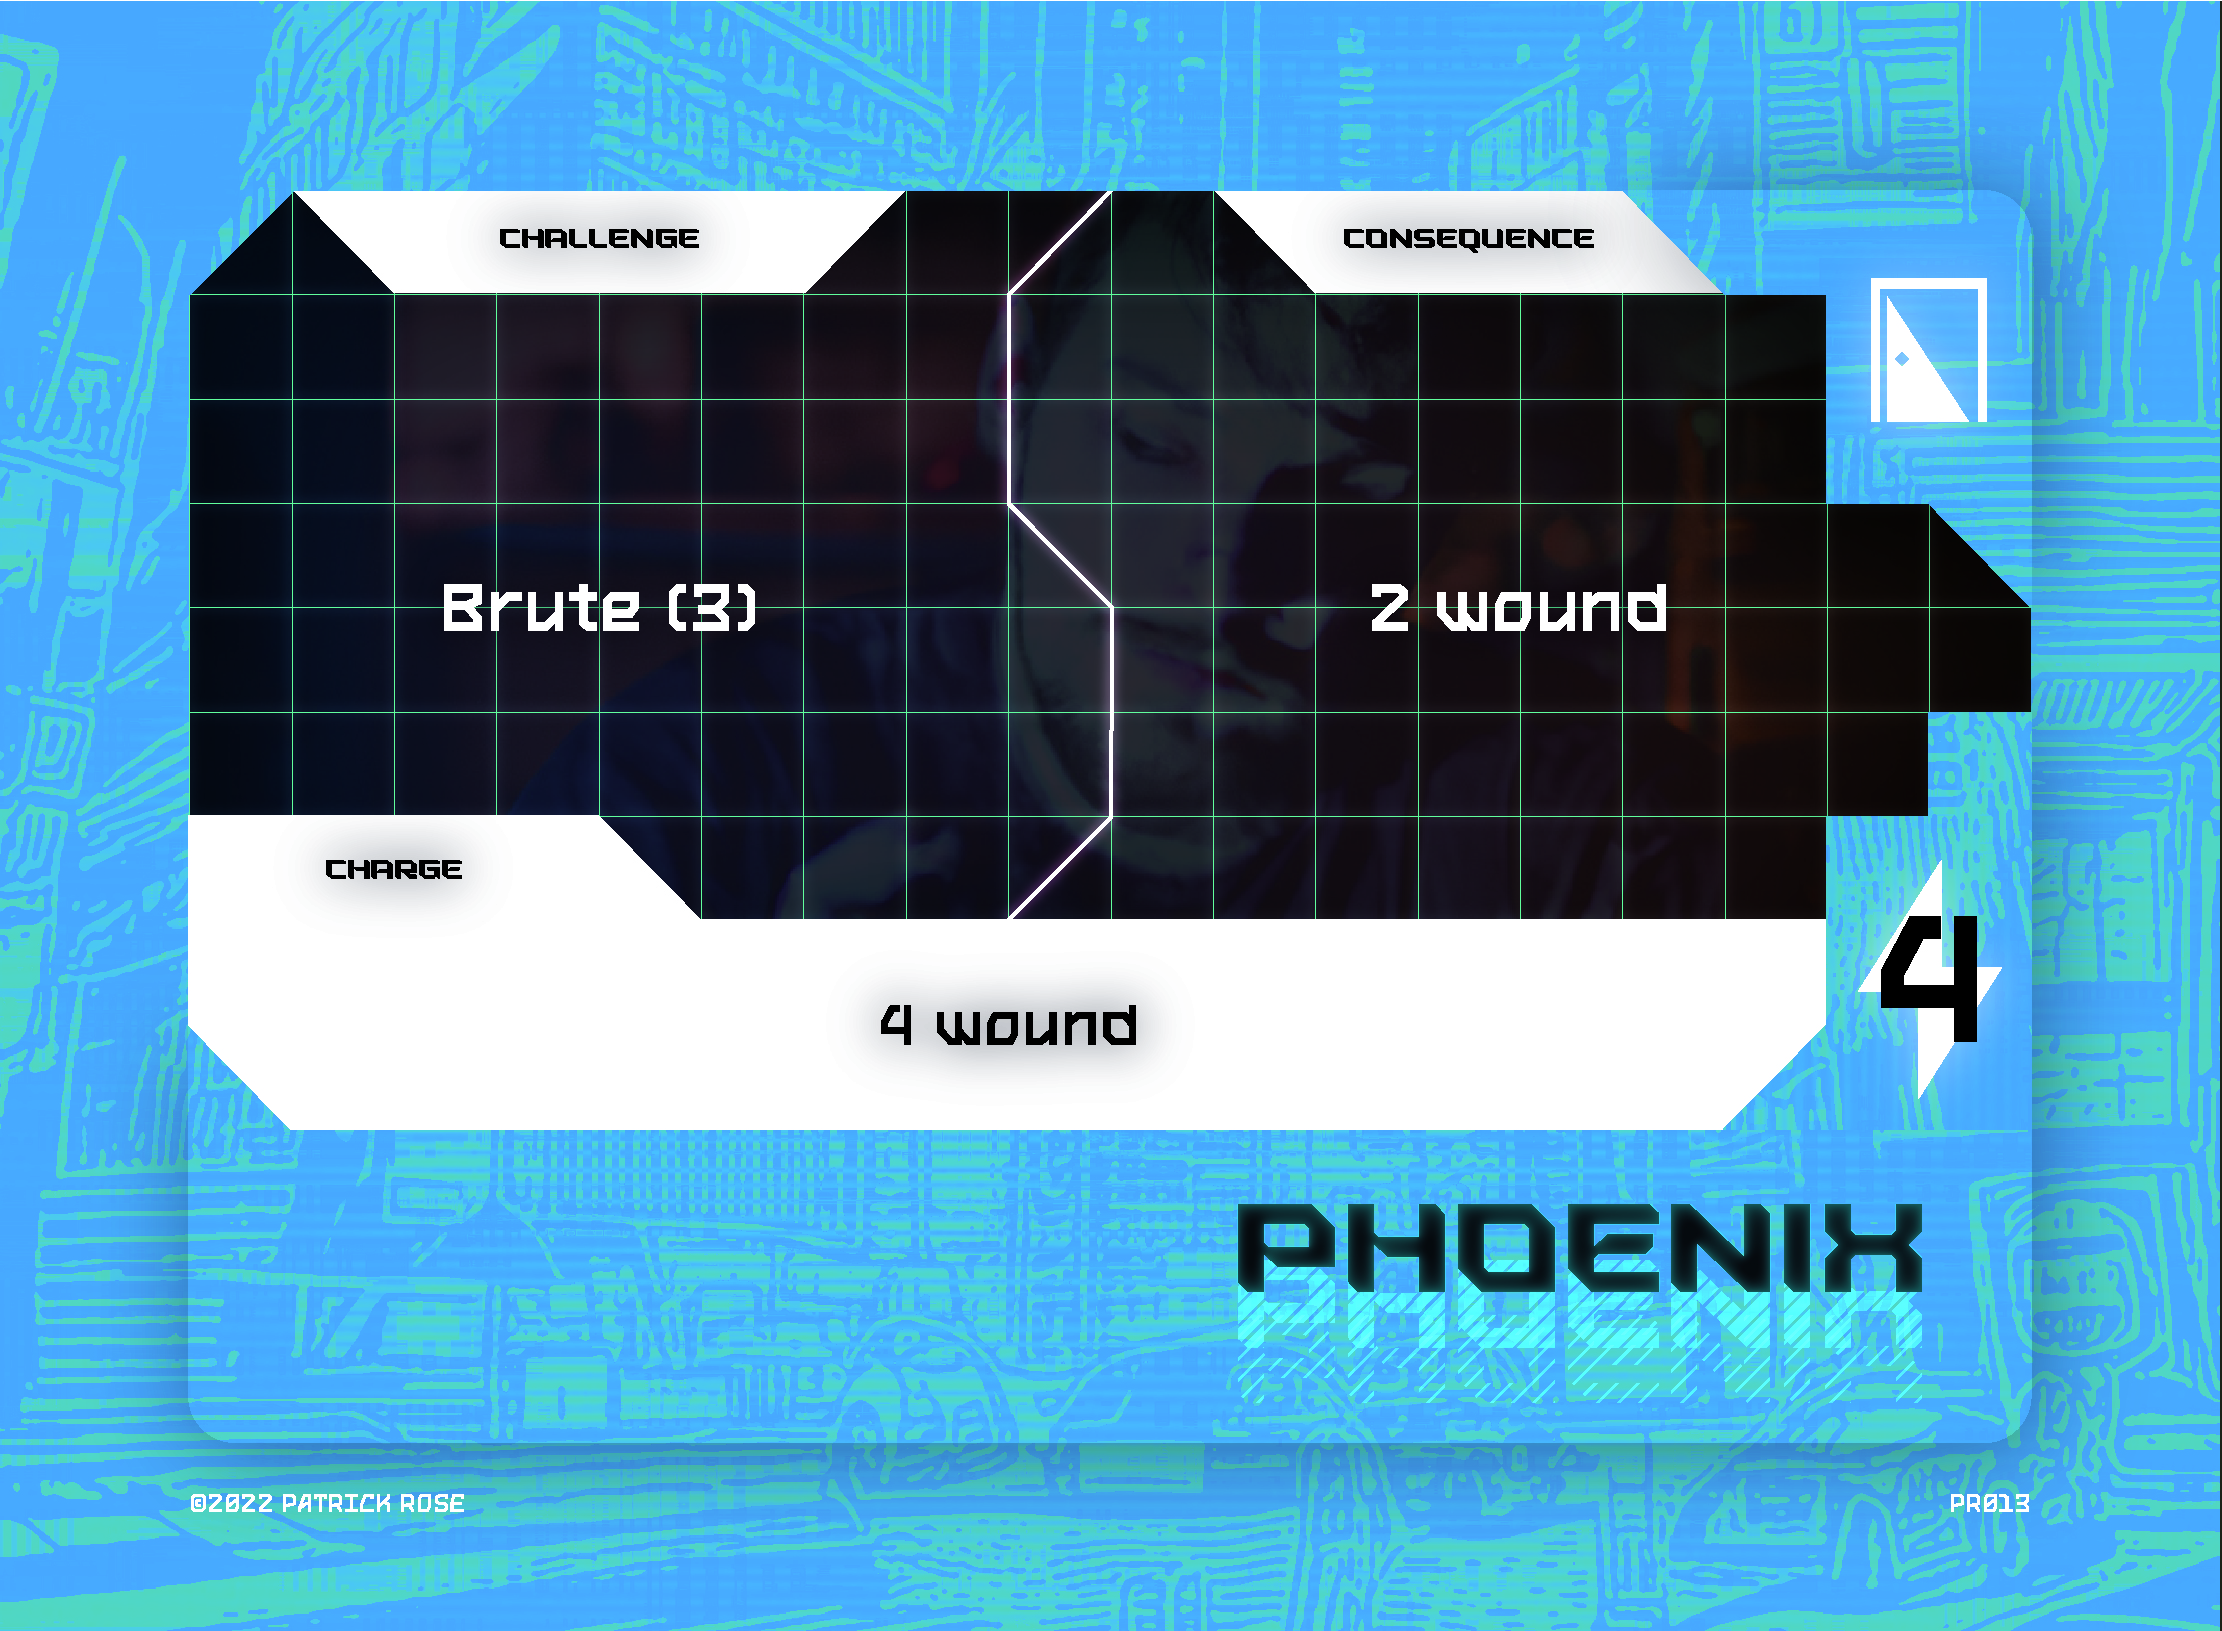 CHALLENGE
CONSEQUENCE
Brute (3)
2 wound
CHARGE
4 wound
4
PHOENIX
©2022 PATRICK ROSE
PR013